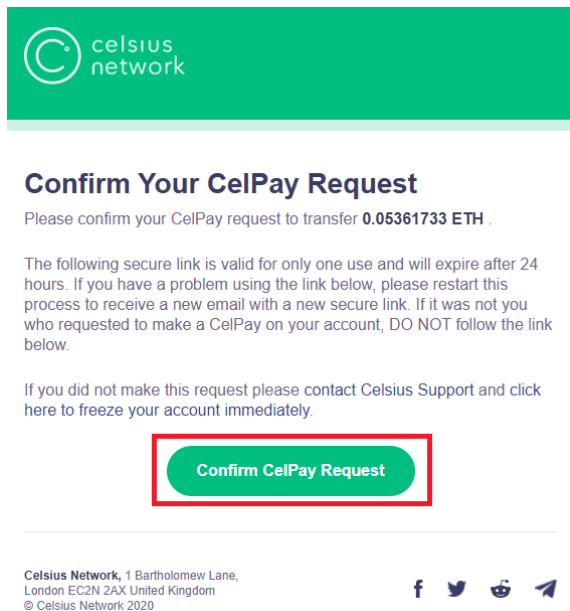 celsius
network
Confirm Your CelPay Request
Please confirm your CelPay request to transfer 0.05361733 ETH .
The following secure link is valid for only one use and will expire after 24
hours. If you have a problem using the link below, please restart this
process to receive a new email with a new secure link. If it was not you
who requested to make a CelPay on your account, DO NOT follow the link
below.
If you did not make this request please contact Celsius Support and click
here to freeze your account immediately.
Confirm CelPay Request
Celsius Network, 1 Bartholomew Lane,
London EC2N 2AX United Kingdom
© Celsius Network 2020